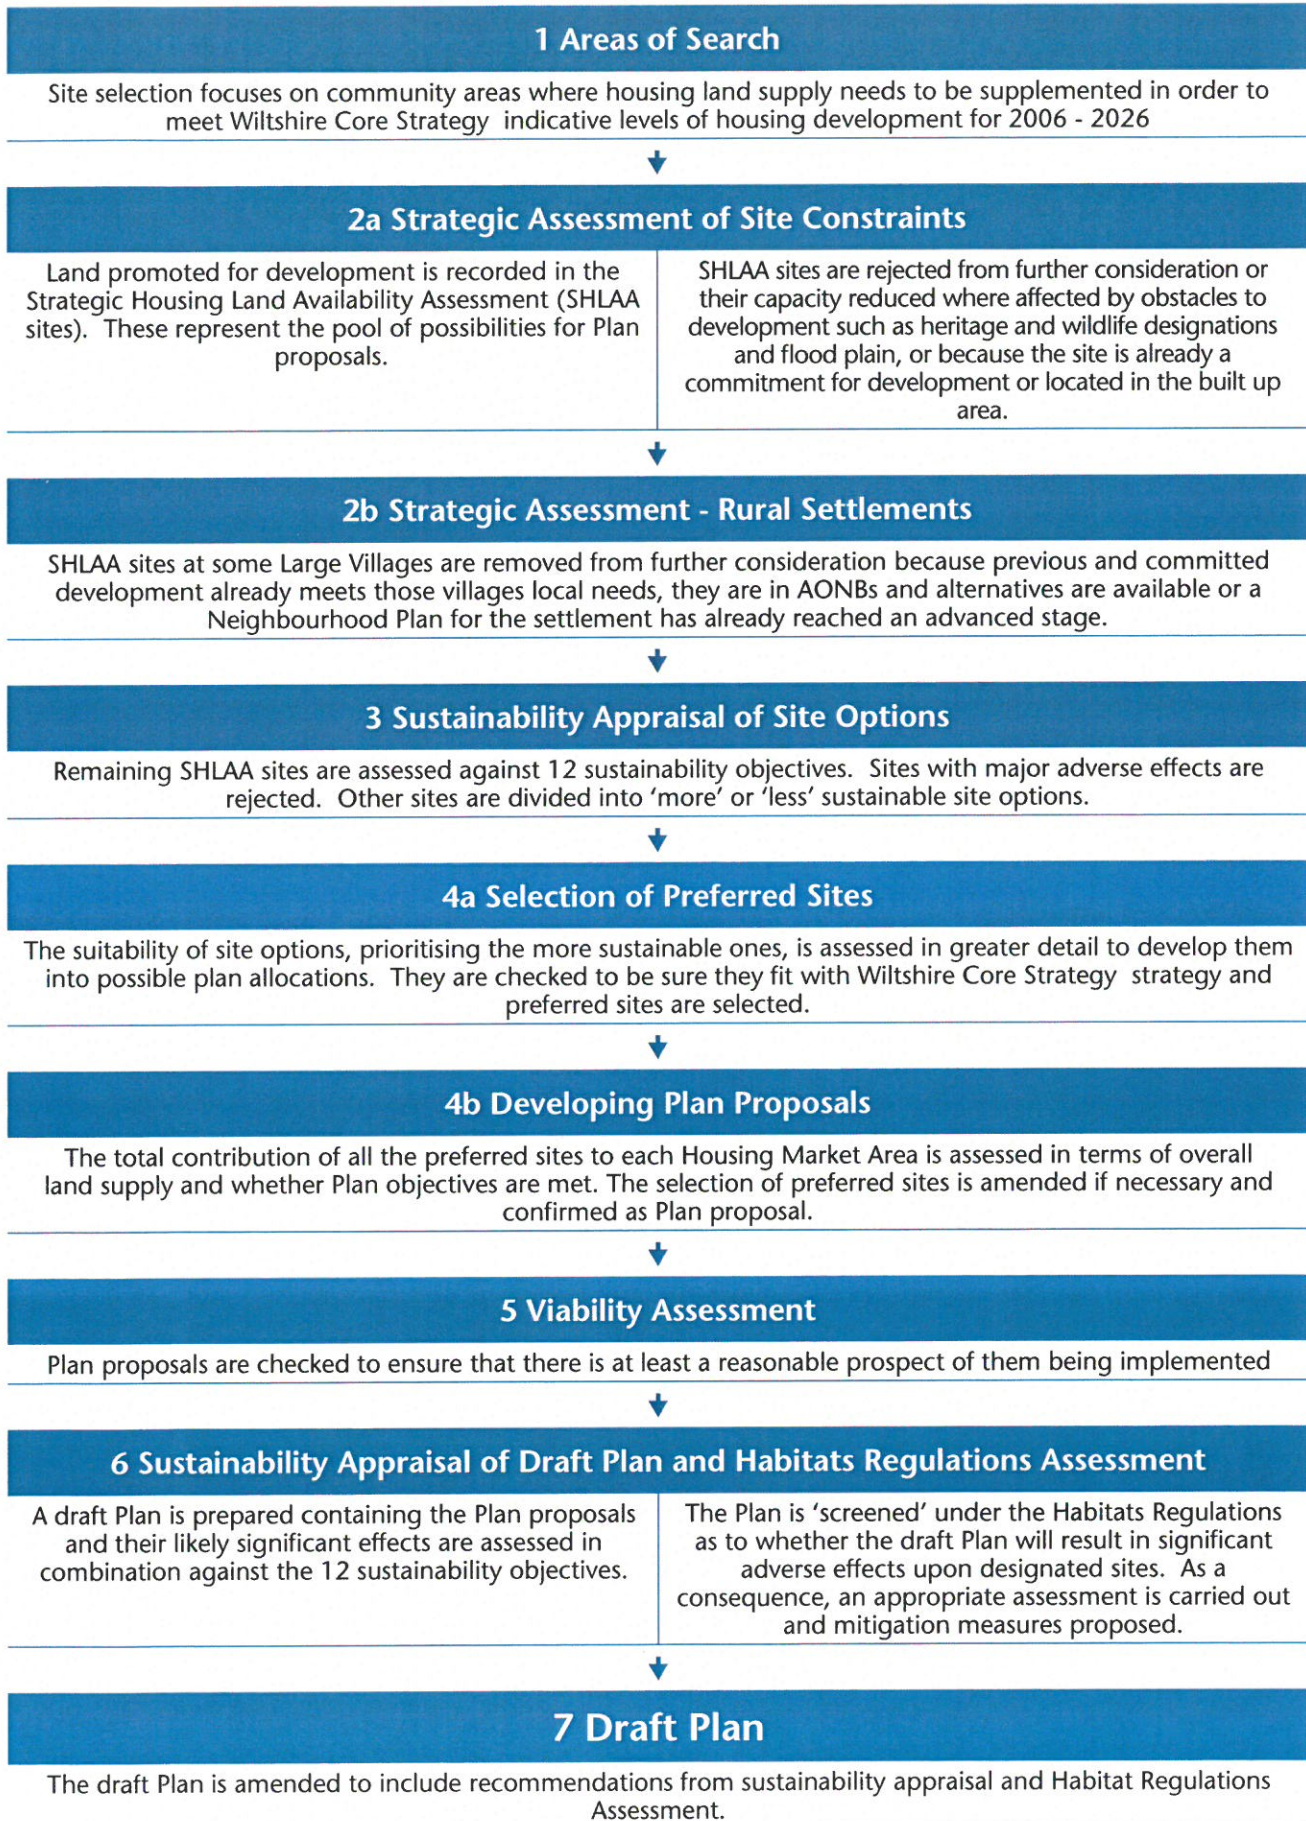 1 Areas of Search
Site selection focuses on community areas where housing land supply needs to be supplemented in order to
meet Wiltshire Core Strategy indicative levels of housing development for 2006 - 2026
2a Strategic Assessment of Site Constraints
Land promoted for development is recorded in the
Strategic Housing Land Availability Assessment (SHLAA
sites). These represent the pool of possibilities for Plan
proposals.
SHLAA sites are rejected from further consideration or
their capacity reduced where affected by obstacles to
development such as heritage and wildlife designations
and flood plain, or because the site is already a
commitment for development or located in the built up
area.
2b Strategic Assessment - Rural Settlements
SHLAA sites at some Large Villages are removed from further consideration because previous and committed
development already meets those villages local needs, they are in AONBs and alternatives are available or a
Neighbourhood Plan for the settlement has already reached an advanced stage.
3 Sustainability Appraisal of Site Options
Remaining SHLAA sites are assessed against 12 sustainability objectives. Sites with major adverse effects are
rejected. Other sites are divided into 'more' or 'less' sustainable site options.
4a Selection of Preferred Sites
The suitability of site options, prioritising the more sustainable ones, is assessed in greater detail to develop them
into possible plan allocations. They are checked to be sure they fit with Wiltshire Core Strategy strategy and
preferred sites are selected.
4b Developing Plan Proposals
The total contribution of all the preferred sites to each Housing Market Area is assessed in terms of overall
land supply and whether Plan objectives are met. The selection of preferred sites is amended if necessary and
confirmed as Plan proposal.
5 Viability Assessment
Plan proposals are checked to ensure that there is at least a reasonable prospect of them being implemented
6 Sustainability Appraisal of Draft Plan and Habitats Regulations Assessment
A draft Plan is prepared containing the Plan proposals
and their likely significant effects are assessed in
combination against the 12 sustainability objectives.
The Plan is 'screened' under the Habitats Regulations
as to whether the draft Plan will result in significant
adverse effects upon designated sites. As a
consequence, an appropriate assessment is carried out
and mitigation measures proposed.
7 Draft Plan
The draft Plan is amended to include recommendations from sustainability appraisal and Habitat Regulations
Assessment.